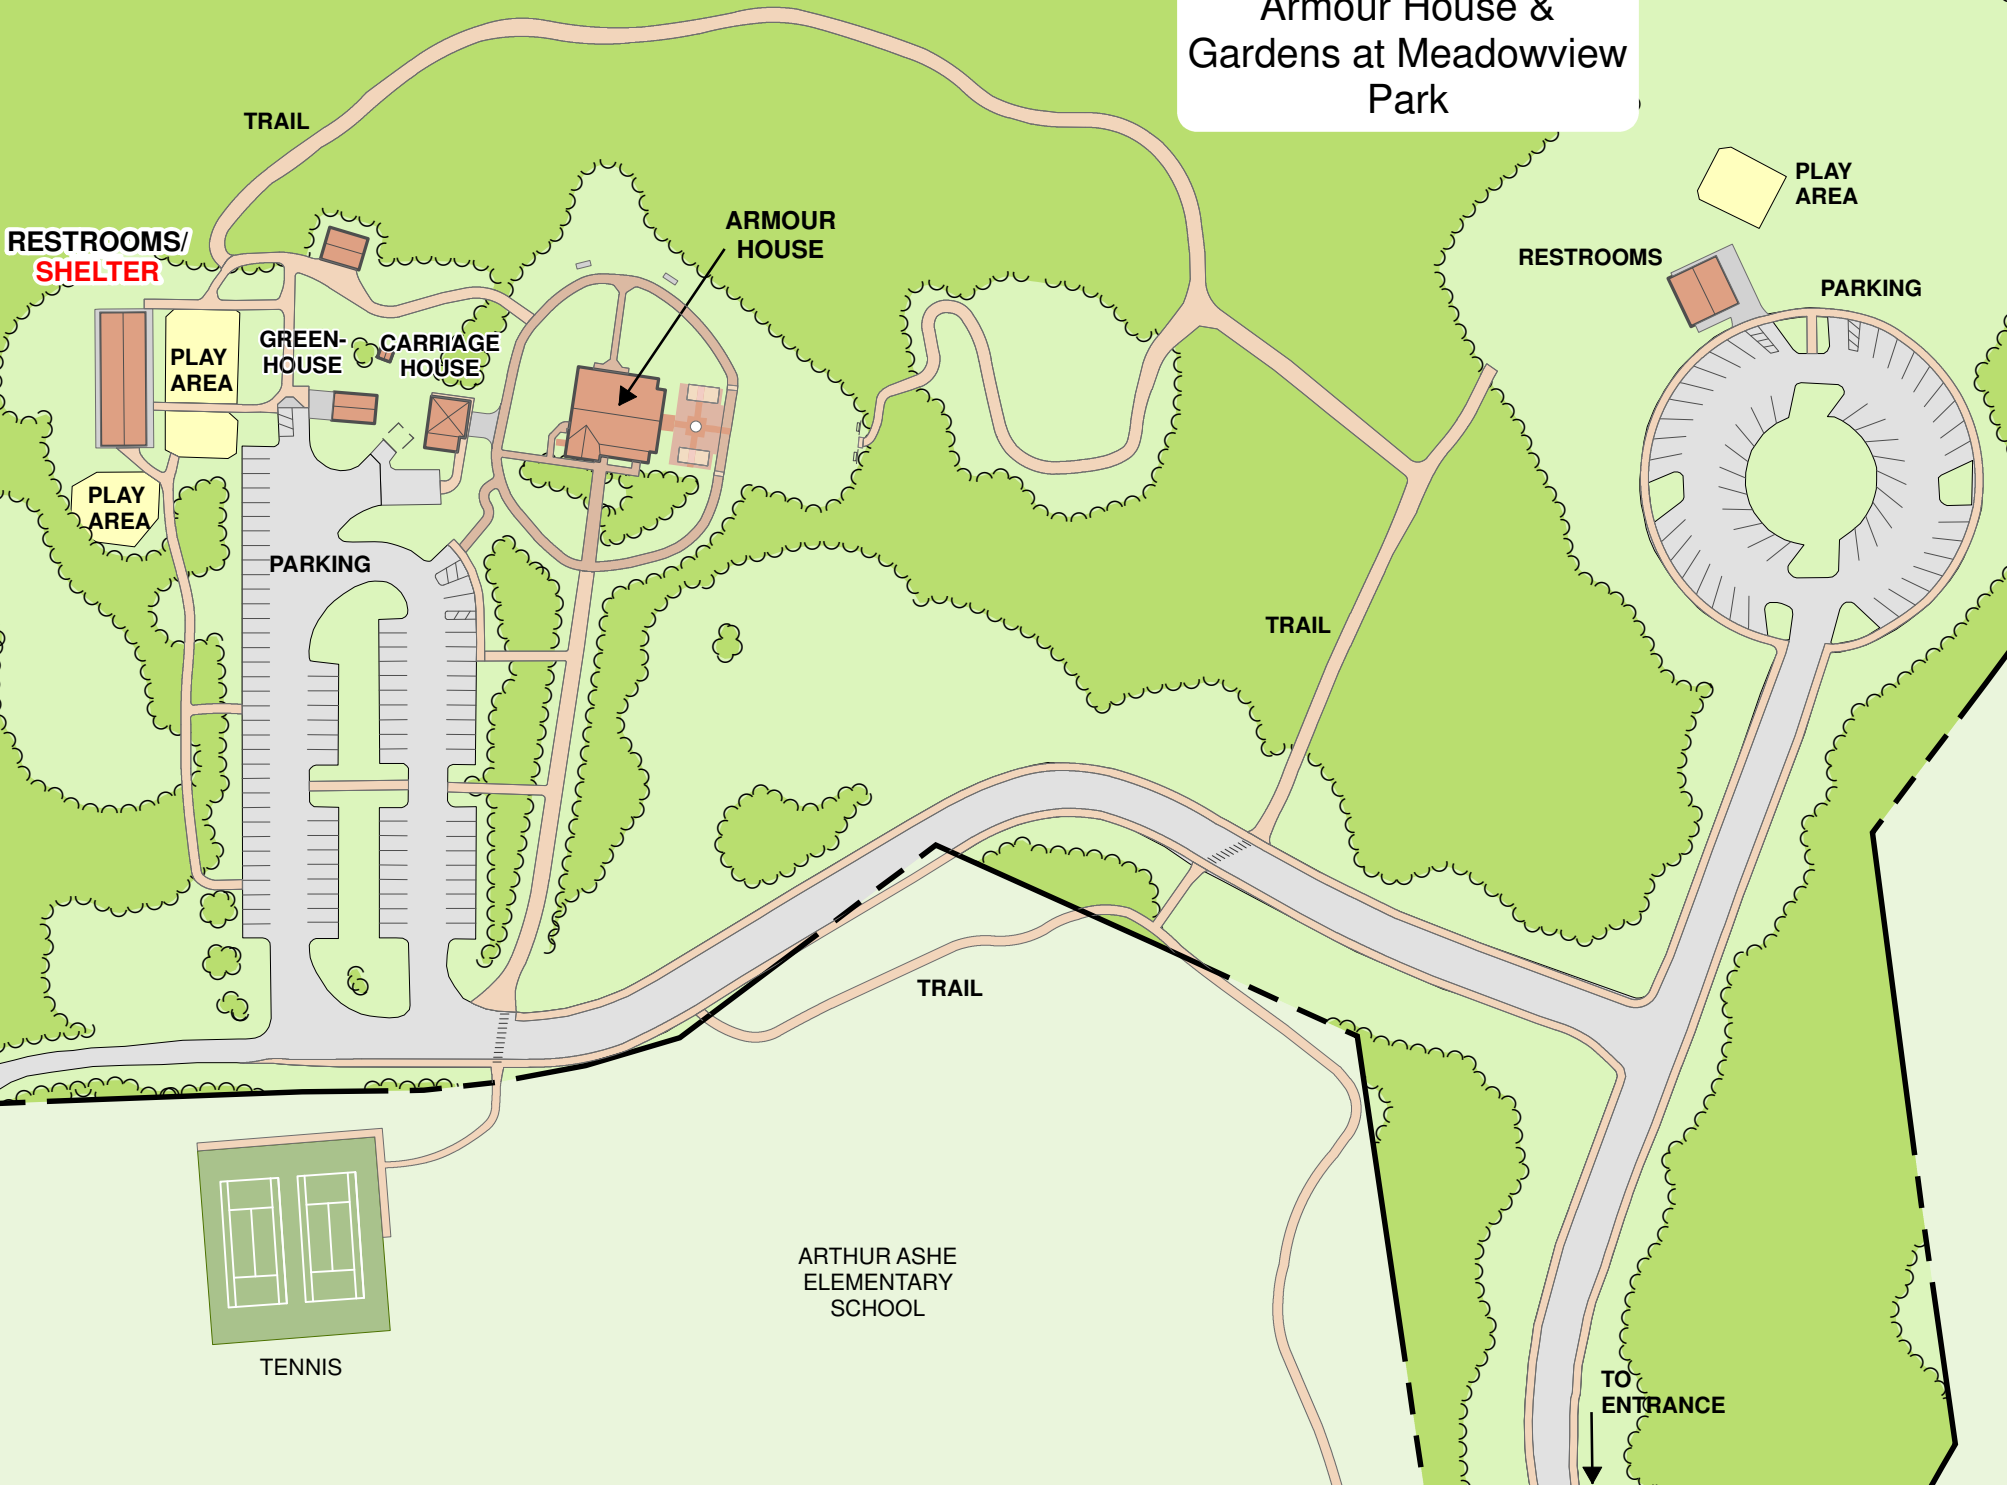 Armour House &
Gardens at Meadowview
Park
TRAIL
PLAY
AREA
ARMOUR
HOUSE
RESTROOMS/
SHELTER
RESTROOMS
PARKING
GREEN-
HOUSE
CARRIAGE
HOUSE
PLAY
AREA
PLAY
AREA
PARKING
TRAIL
TRAIL
ARTHUR ASHE
ELEMENTARY
SCHOOL
TENNIS
TO
ENTRANCE